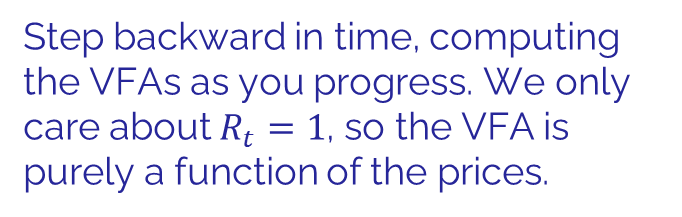 Step backward in time, computing
the VFAs as you progress. We only
care about R_t = 1, so the VFA is
purely a function of the prices.